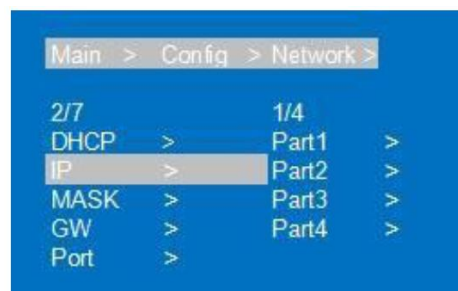 Main > Config > Network >
2/7 1/4
DHCP > Part1 >
IP > Part2 >
MASK > Part3 >
GW > Part4 >
Port >